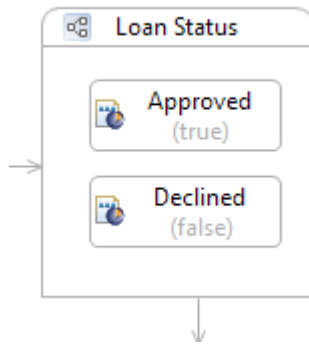 Loan Status
Approved
(true)
Declined
(false)